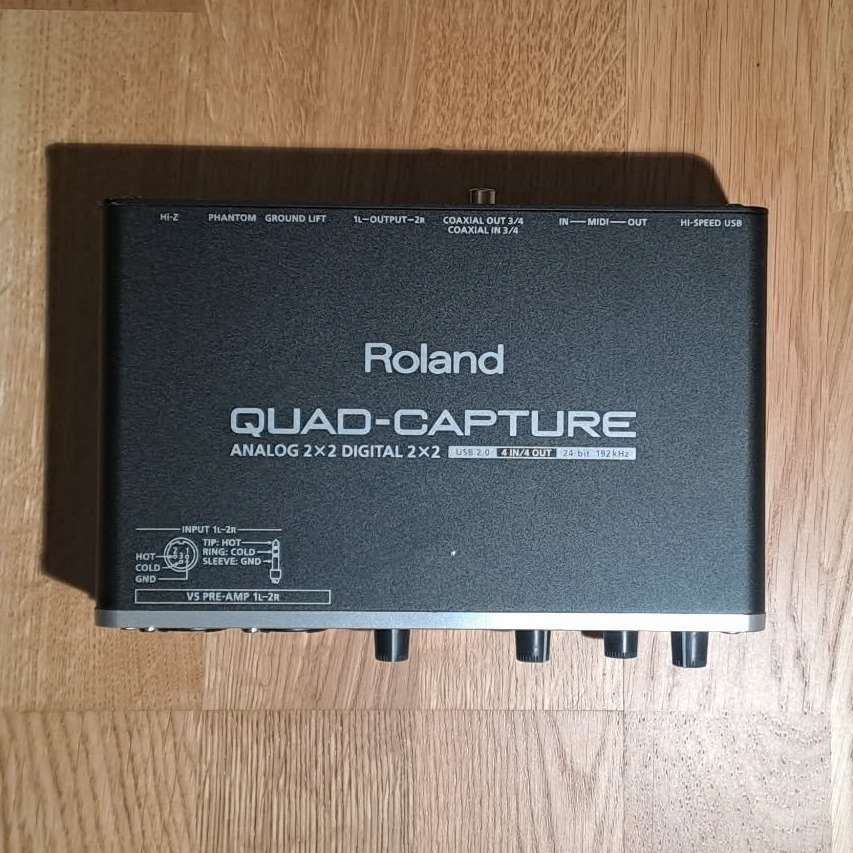 Hi-Z PHANTOM GROUND LIFT 1L–OUTPUT–2R COAXIAL OUT 3/4 IN—MIDI—OUT HI-SPEED USB
COAXIAL IN 3/4
Roland
QUAD-CAPTURE
ANALOG 2×2 DIGITAL 2×2 USB 2.0 4 IN/4 OUT 24-bit 192kHz
INPUT 1L–2R
TIP: HOT
RING: COLD
SLEEVE: GND
HOT
COLD
GND
2 1
3
VS PRE-AMP 1L–2R